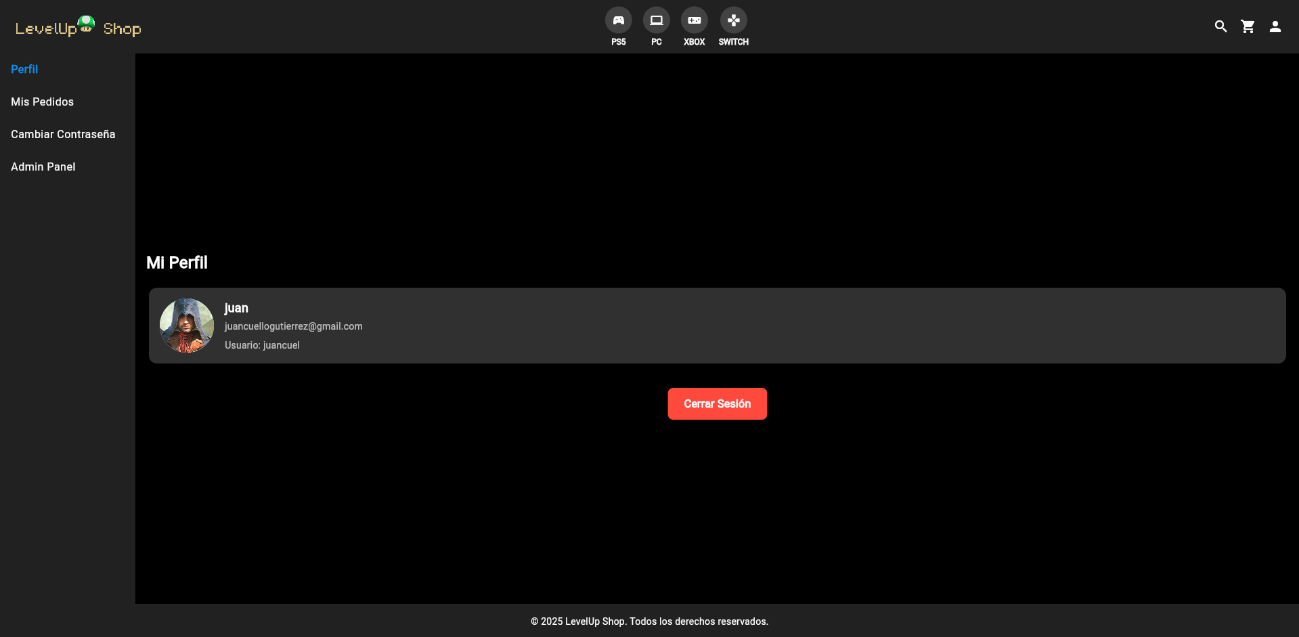 LevelUp Shop
PS5
PC
XBOX
SWITCH
Perfil
Mis Pedidos
Cambiar Contraseña
Admin Panel
Mi Perfil
juan
juancuellogutierrez@gmail.com
Usuario: juancuel
Cerrar Sesión
© 2025 LevelUp Shop. Todos los derechos reservados.